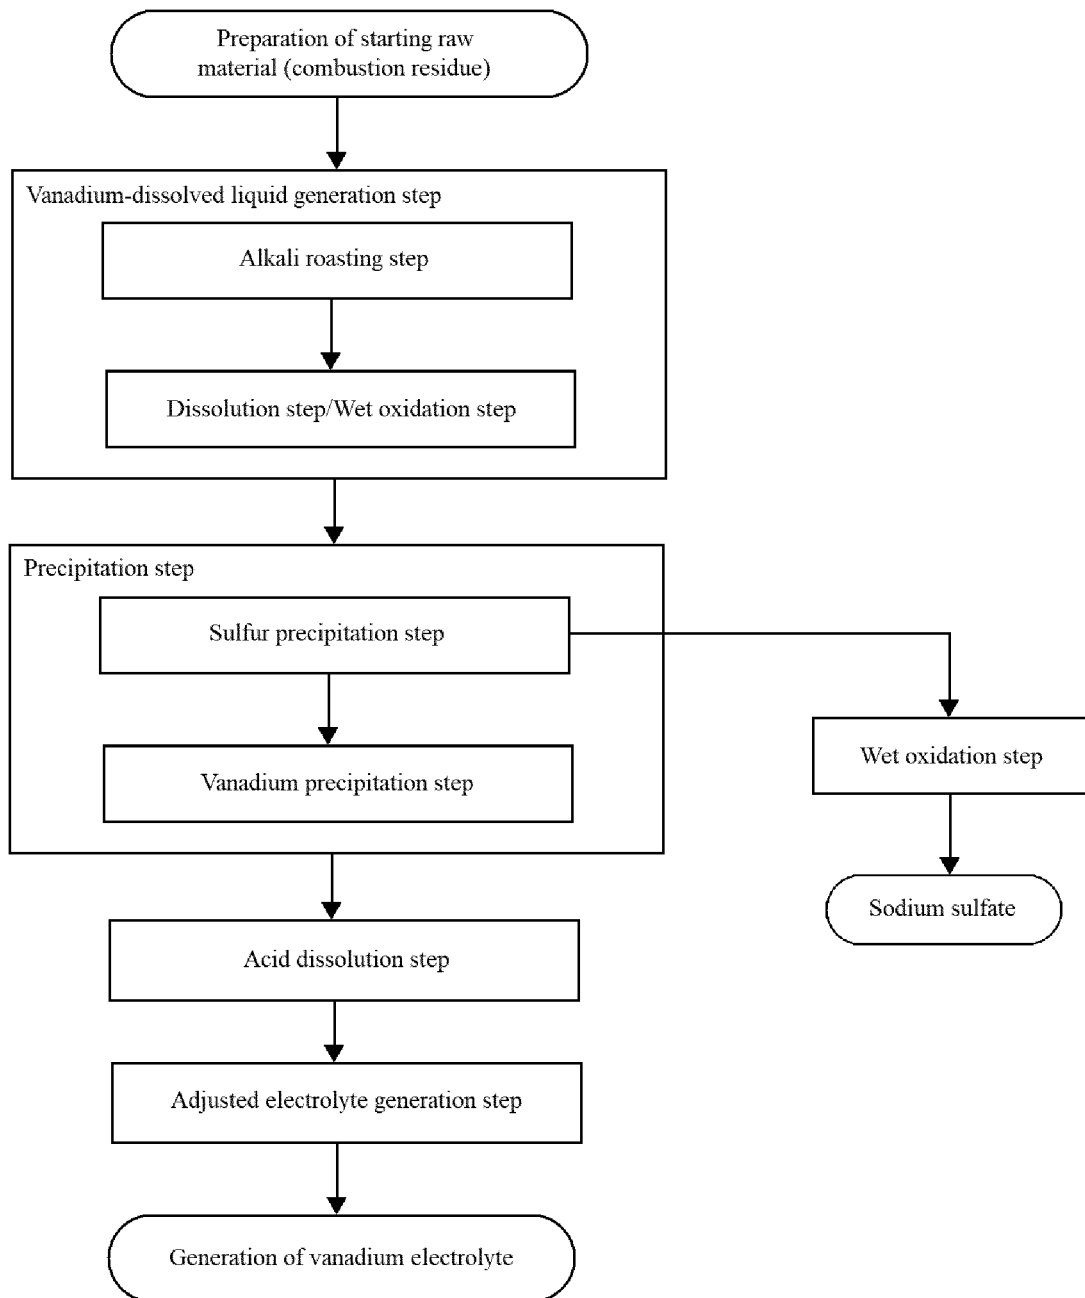 Preparation of starting raw
material (combustion residue)
Vanadium-dissolved liquid generation step
Alkali roasting step
Dissolution step/Wet oxidation step
Precipitation step
Sulfur precipitation step
Vanadium precipitation step
Wet oxidation step
Sodium sulfate
Acid dissolution step
Adjusted electrolyte generation step
Generation of vanadium electrolyte